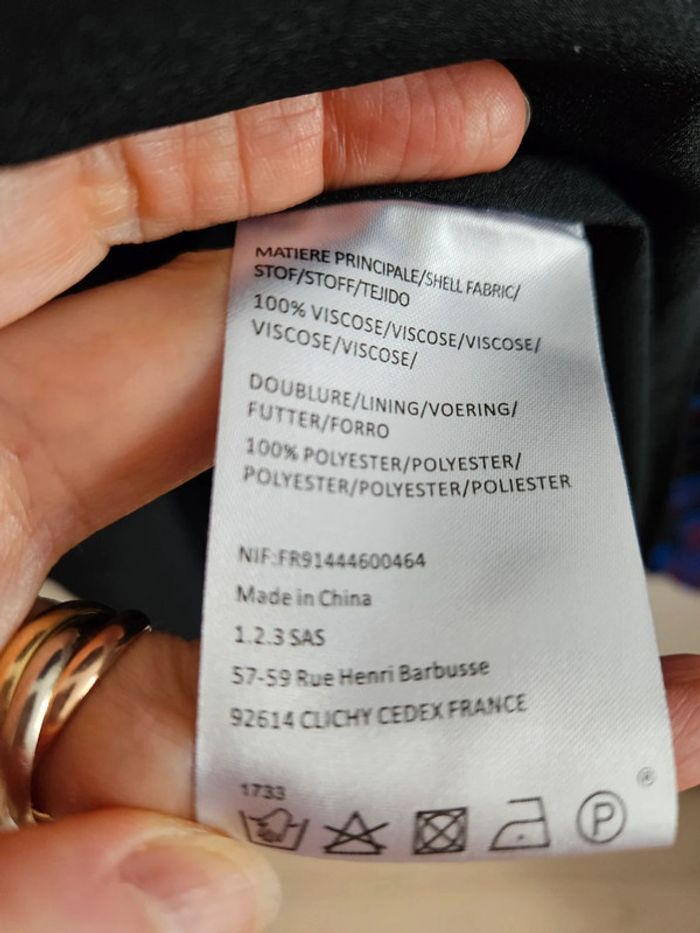 MATIERE PRINCIPALE/SHELL FABRIC/
STOF/STOFF/TEJIDO
100% VISCOSE/VISCOSE/VISCOSE/
VISCOSE/VISCOSE/
DOUBLURE/LINING/VOERING/
FUTTER/FORRO
100% POLYESTER/POLYESTER/
POLYESTER/POLYESTER/POLIESTER
NIF:FR91444600464
Made in China
1.2.3 SAS
57-59 Rue Henri Barbusse
92614 CLICHY CEDEX FRANCE
1733
®
P